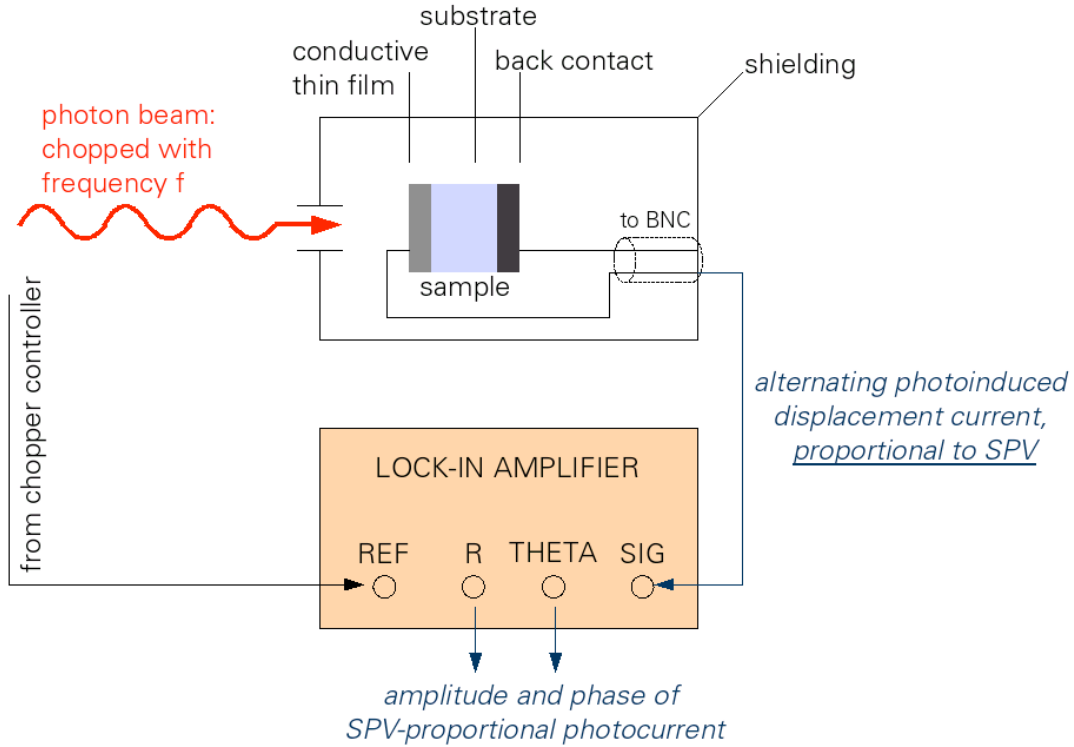 substrate
conductive
thin film
back contact
shielding
photon beam:
chopped with
frequency f
to BNC
sample
from chopper controller
alternating photoinduced
displacement current,
proportional to SPV
LOCK-IN AMPLIFIER
REF R THETA SIG
amplitude and phase of
SPV-proportional photocurrent